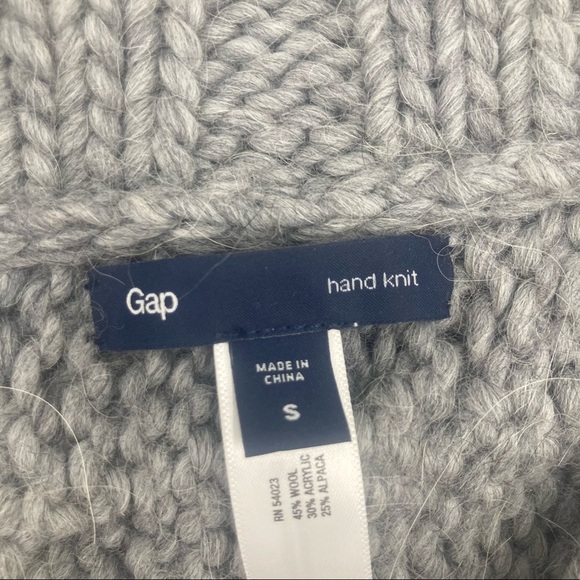 Gap hand knit
MADE IN
CHINA
S
RN 54023
45% WOOL
30% ACRYLIC
25% ALPACA